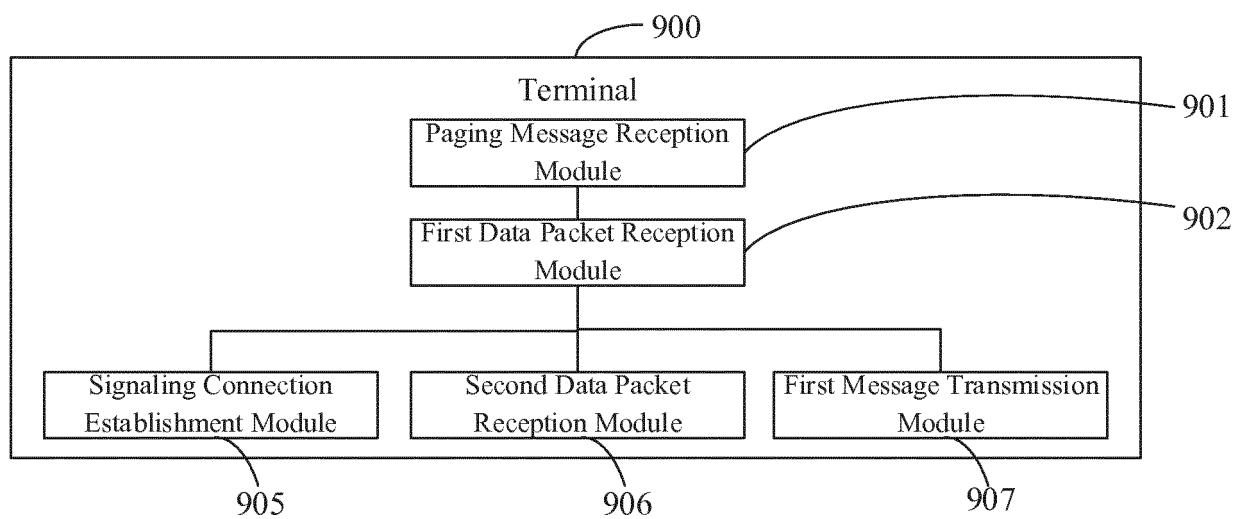 900
Terminal
Paging Message Reception
Module
901
First Data Packet Reception
Module
902
Signaling Connection
Establishment Module
Second Data Packet
Reception Module
First Message Transmission
Module
905
906
907